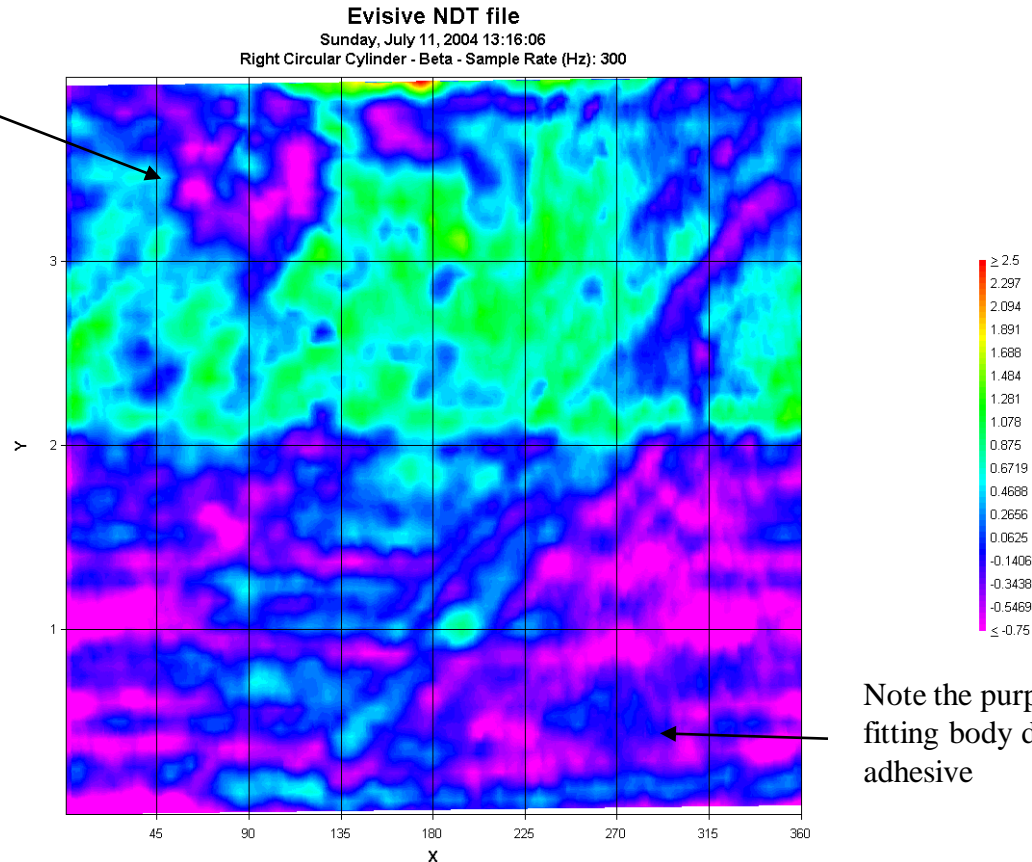 Evisive NDT file
Sunday, July 11, 2004 13:16:06
Right Circular Cylinder - Beta - Sample Rate (Hz): 300
3
2
1
Y
45 90 135 180 225 270 315 360
X
≥ 2.5
2.297
2.094
1.891
1.688
1.484
1.281
1.078
0.875
0.6719
0.4688
0.2656
0.0625
-0.1406
-0.3438
-0.5469
≤ -0.75
Note the purp
fitting body d
adhesive